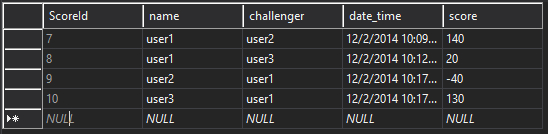 ScoreId name challenger date_time score
7 user1 user2 12/2/2014 10:09... 140
8 user1 user3 12/2/2014 10:12... 20
9 user2 user1 12/2/2014 10:17... -40
10 user3 user1 12/2/2014 10:17... 130
NULL NULL NULL NULL NULL